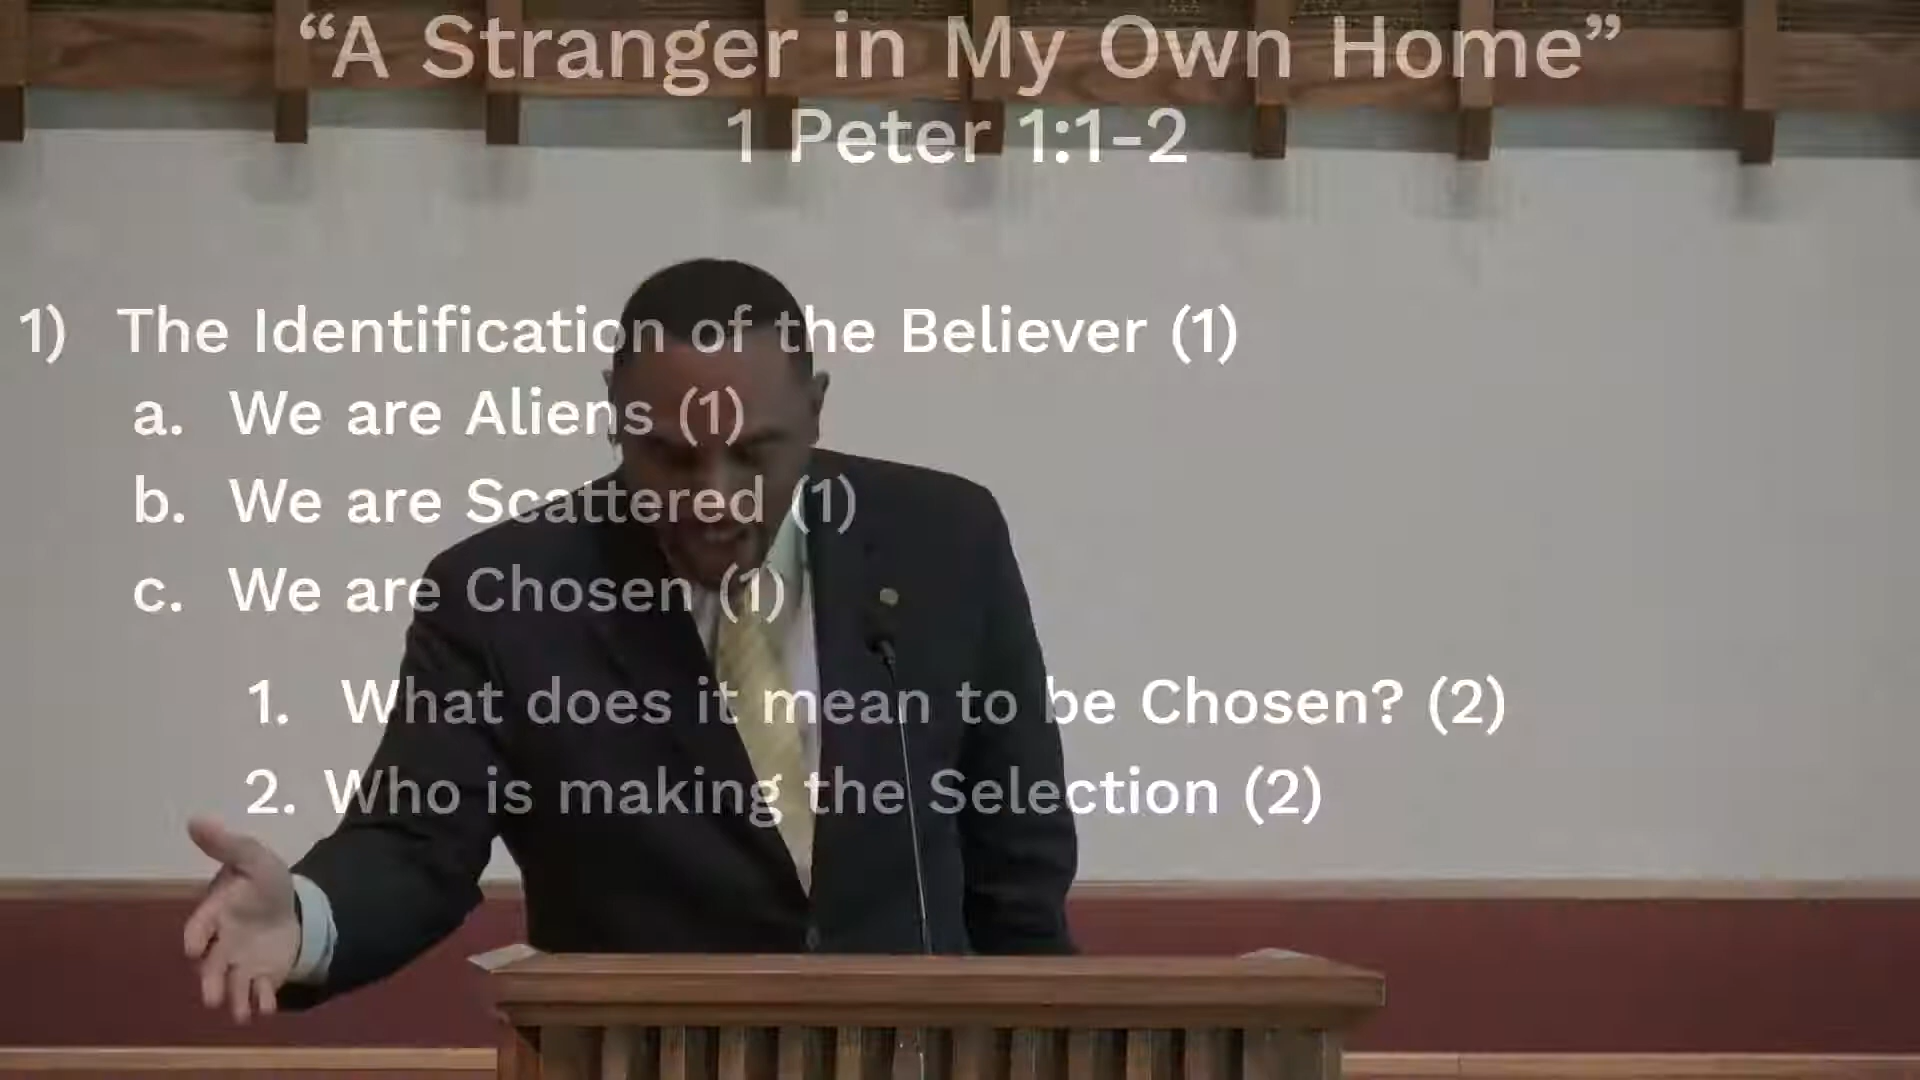 “A Stranger in My Own Home”
1 Peter 1:1-2
1) The Identification of the Believer (1)
a. We are Aliens (1)
b. We are Scattered (1)
c. We are Chosen (1)
1. What does it mean to be Chosen? (2)
2. Who is making the Selection (2)